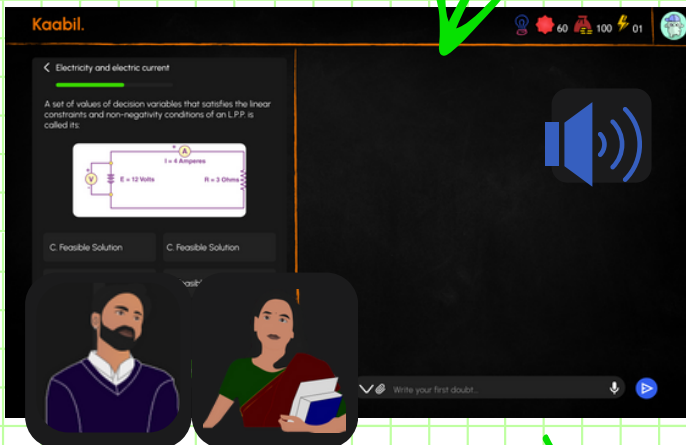 Kaabil.
60 100 01
Electricity and electric current
A set of values of decision variables that satisfies the linear
constraints and non-negativity conditions of an L.P.P. is
called its:
A
I = 4 Amperes
V
E = 12 Volts
R = 3 Ohms
C. Feasible Solution
C. Feasible Solution
Write your first doubt...